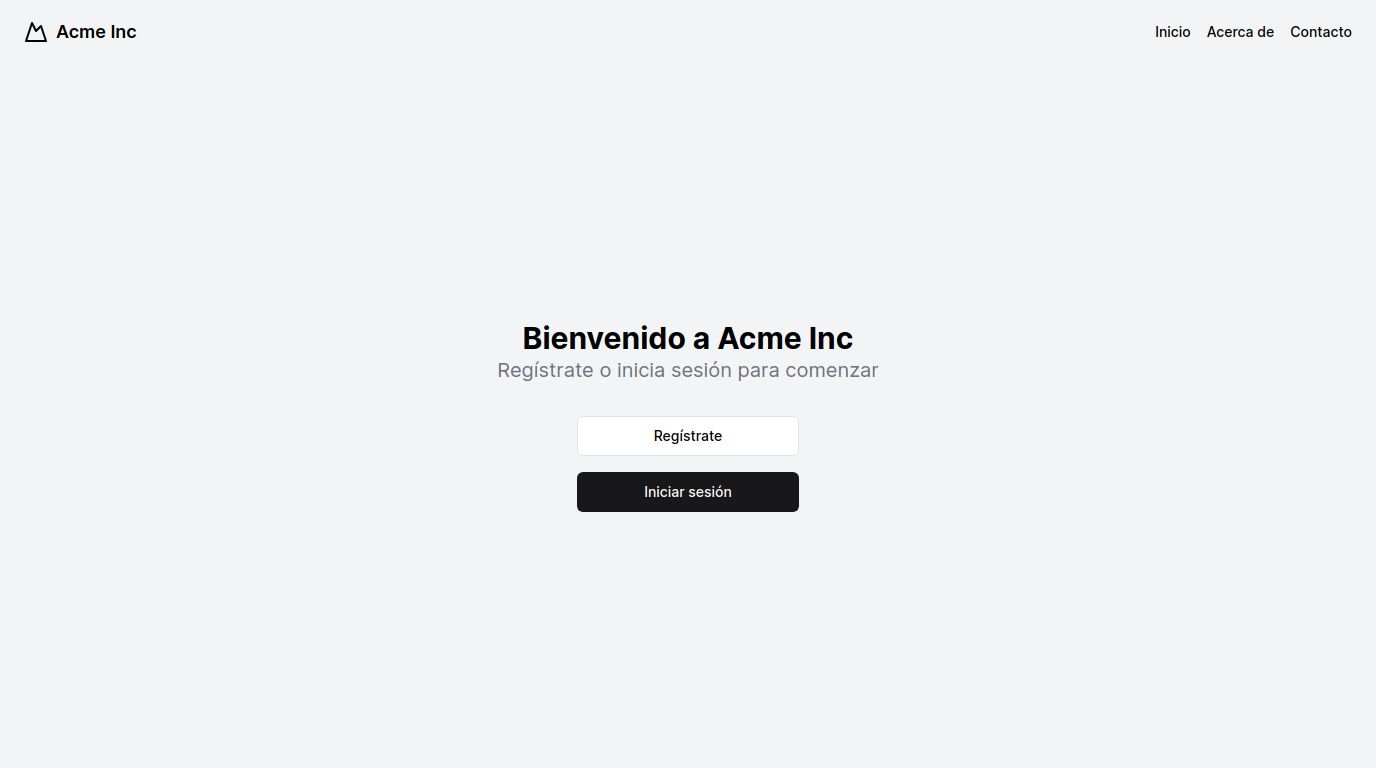 Acme Inc
Inicio Acerca de Contacto
Bienvenido a Acme Inc
Regístrate o inicia sesión para comenzar
Regístrate
Iniciar sesión